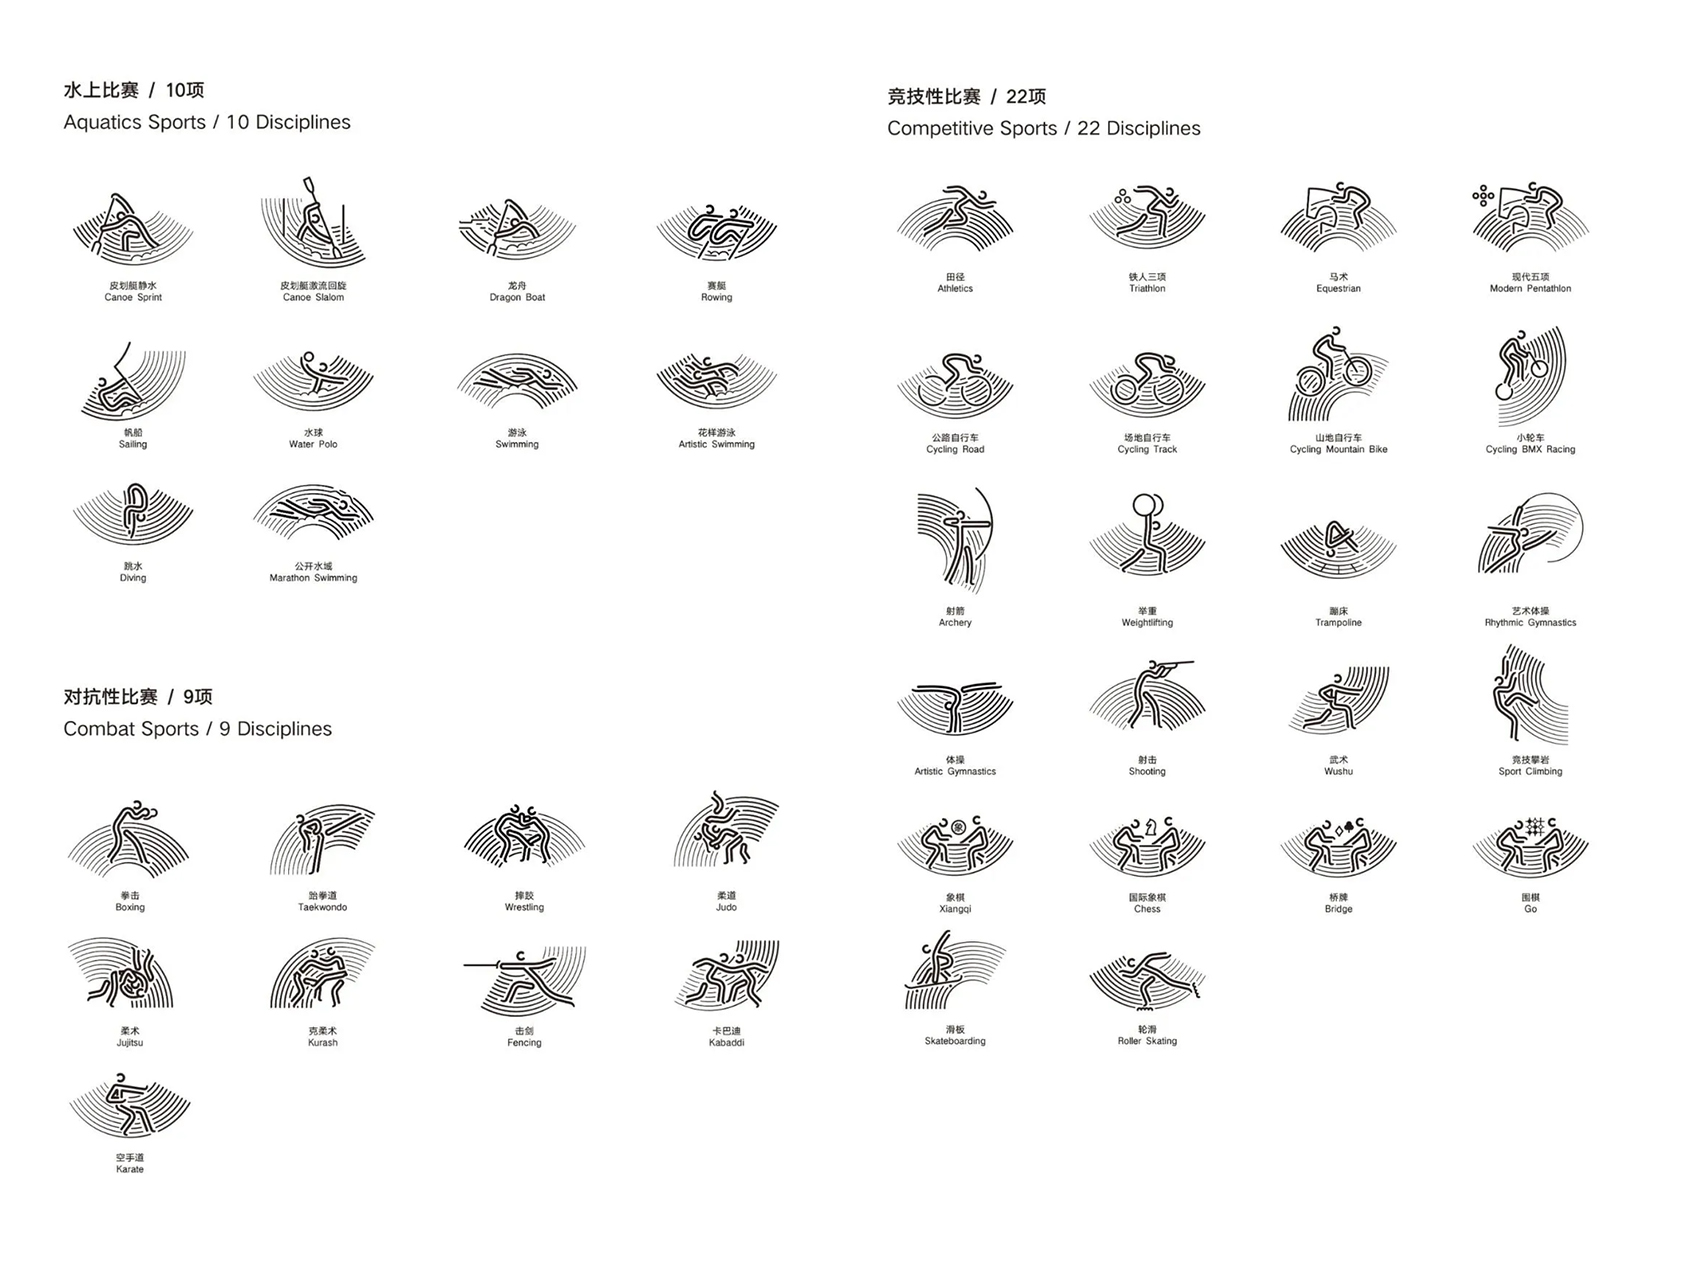 水上比赛 / 10项
Aquatics Sports / 10 Disciplines
皮划艇静水
Canoe Sprint
皮划艇激流回旋
Canoe Slalom
龙舟
Dragon Boat
赛艇
Rowing
帆船
Sailing
水球
Water Polo
游泳
Swimming
花样游泳
Artistic Swimming
跳水
Diving
公开水域
Marathon Swimming
对抗性比赛 / 9项
Combat Sports / 9 Disciplines
拳击
Boxing
跆拳道
Taekwondo
摔跤
Wrestling
柔道
Judo
柔术
Jujitsu
克柔术
Kurash
击剑
Fencing
卡巴迪
Kabaddi
空手道
Karate
竞技性比赛 / 22项
Competitive Sports / 22 Disciplines
田径
Athletics
铁人三项
Triathlon
马术
Equestrian
现代五项
Modern Pentathlon
公路自行车
Cycling Road
场地自行车
Cycling Track
山地自行车
Cycling Mountain Bike
小轮车
Cycling BMX Racing
射箭
Archery
举重
Weightlifting
蹦床
Trampoline
艺术体操
Rhythmic Gymnastics
体操
Artistic Gymnastics
射击
Shooting
武术
Wushu
竞技攀岩
Sport Climbing
象棋
Xiangqi
国际象棋
Chess
桥牌
Bridge
围棋
Go
滑板
Skateboarding
轮滑
Roller Skating